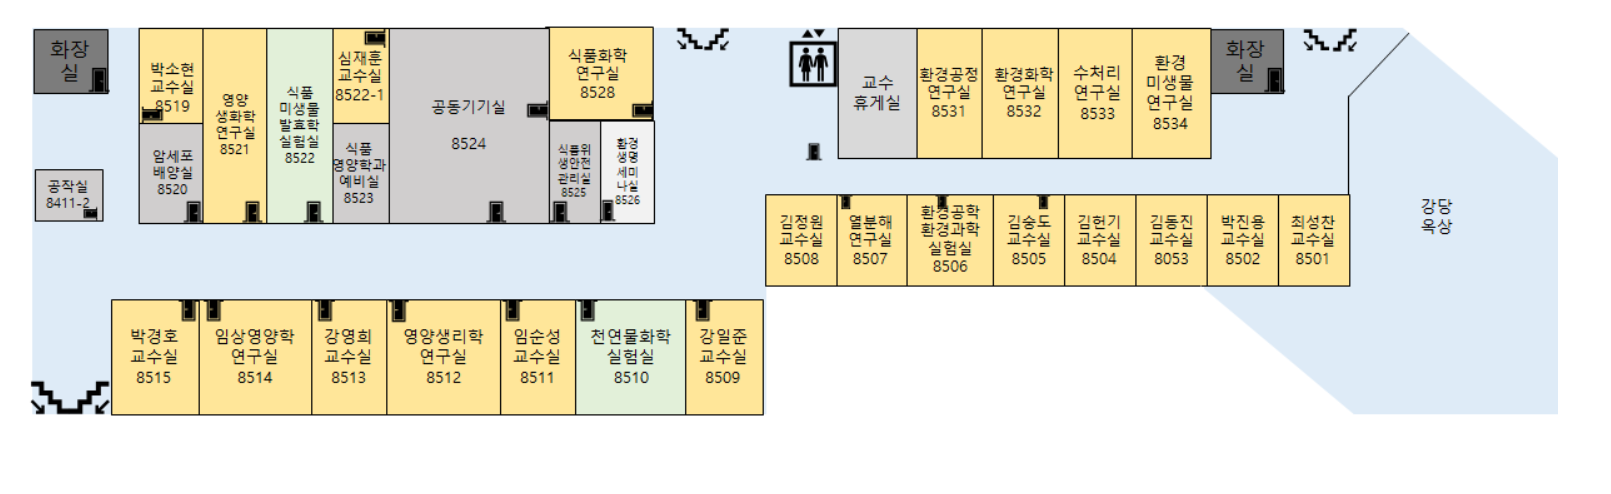 화장
실
박소현
교수실
8519
영양
생화학
연구실
8521
식품
미생물
발효학
실험실
8522
심재훈
교수실
8522-1
공동기기실
8524
식품화학
연구실
8528
교수
휴게실
환경공정
연구실
8531
환경화학
연구실
8532
수처리
연구실
8533
환경
미생물
연구실
8534
화장
실
공작실
8411-2
암세포
배양실
8520
식품
영양학과
예비실
8523
식품위
생안전
관리실
8525
환경
생명
세미
나실
8526
김정원
교수실
8508
열분해
연구실
8507
환경공학
환경과학
실험실
8506
김숭도
교수실
8505
김헌기
교수실
8504
김동진
교수실
8053
박진용
교수실
8502
최성찬
교수실
8501
강당
옥상
박경호
교수실
8515
임상영양학
연구실
8514
강영희
교수실
8513
영양생리학
연구실
8512
임순성
교수실
8511
천연물화학
실험실
8510
강일준
교수실
8509